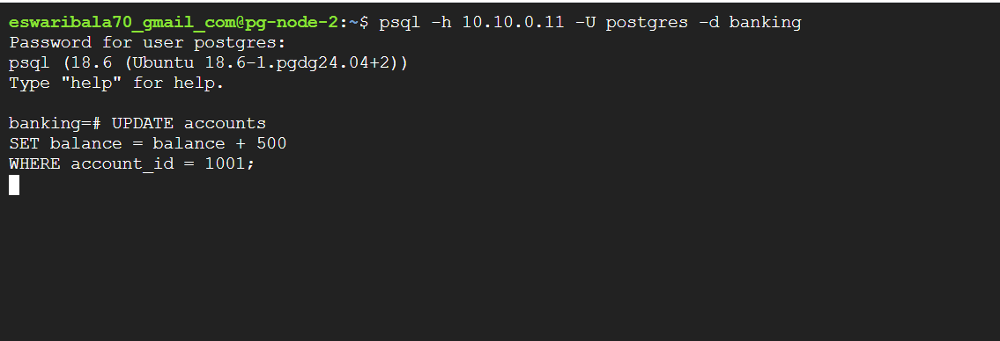 eswaribala70_gmail_com@pg-node-2:~$ psql -h 10.10.0.11 -U postgres -d banking
Password for user postgres:
psql (18.6 (Ubuntu 18.6-1.pgdg24.04+2))
Type "help" for help.
banking=# UPDATE accounts
SET balance = balance + 500
WHERE account_id = 1001;